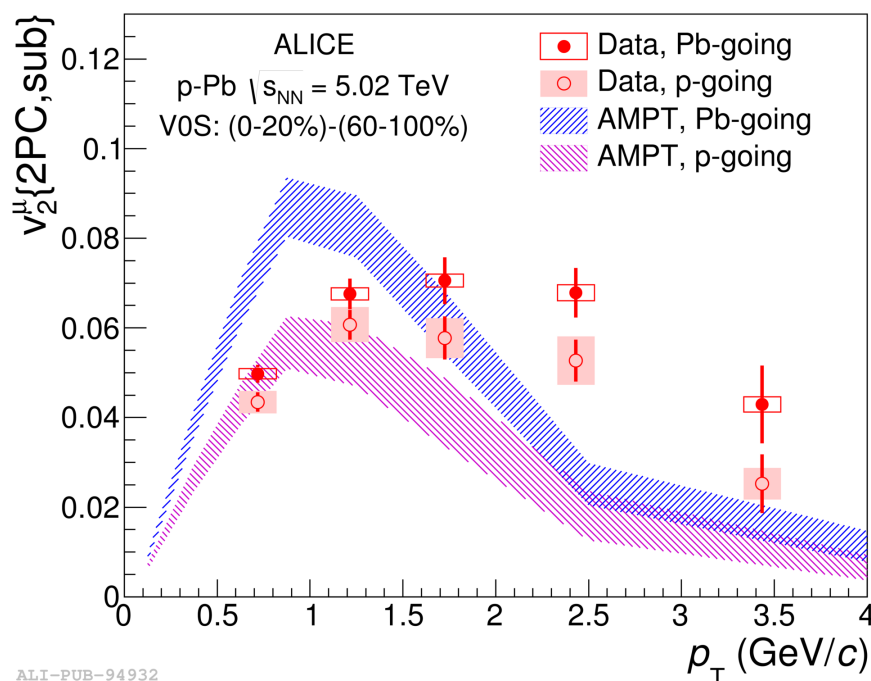 ALICE
p-Pb √sNN = 5.02 TeV
V0S: (0-20%)-(60-100%)
Data, Pb-going
Data, p-going
AMPT, Pb-going
AMPT, p-going
v2μ{2PC,sub}
0.12
0.1
0.08
0.06
0.04
0.02
0
0 0.5 1 1.5 2 2.5 3 3.5 4
pT (GeV/c)
ALI-PUB-94932